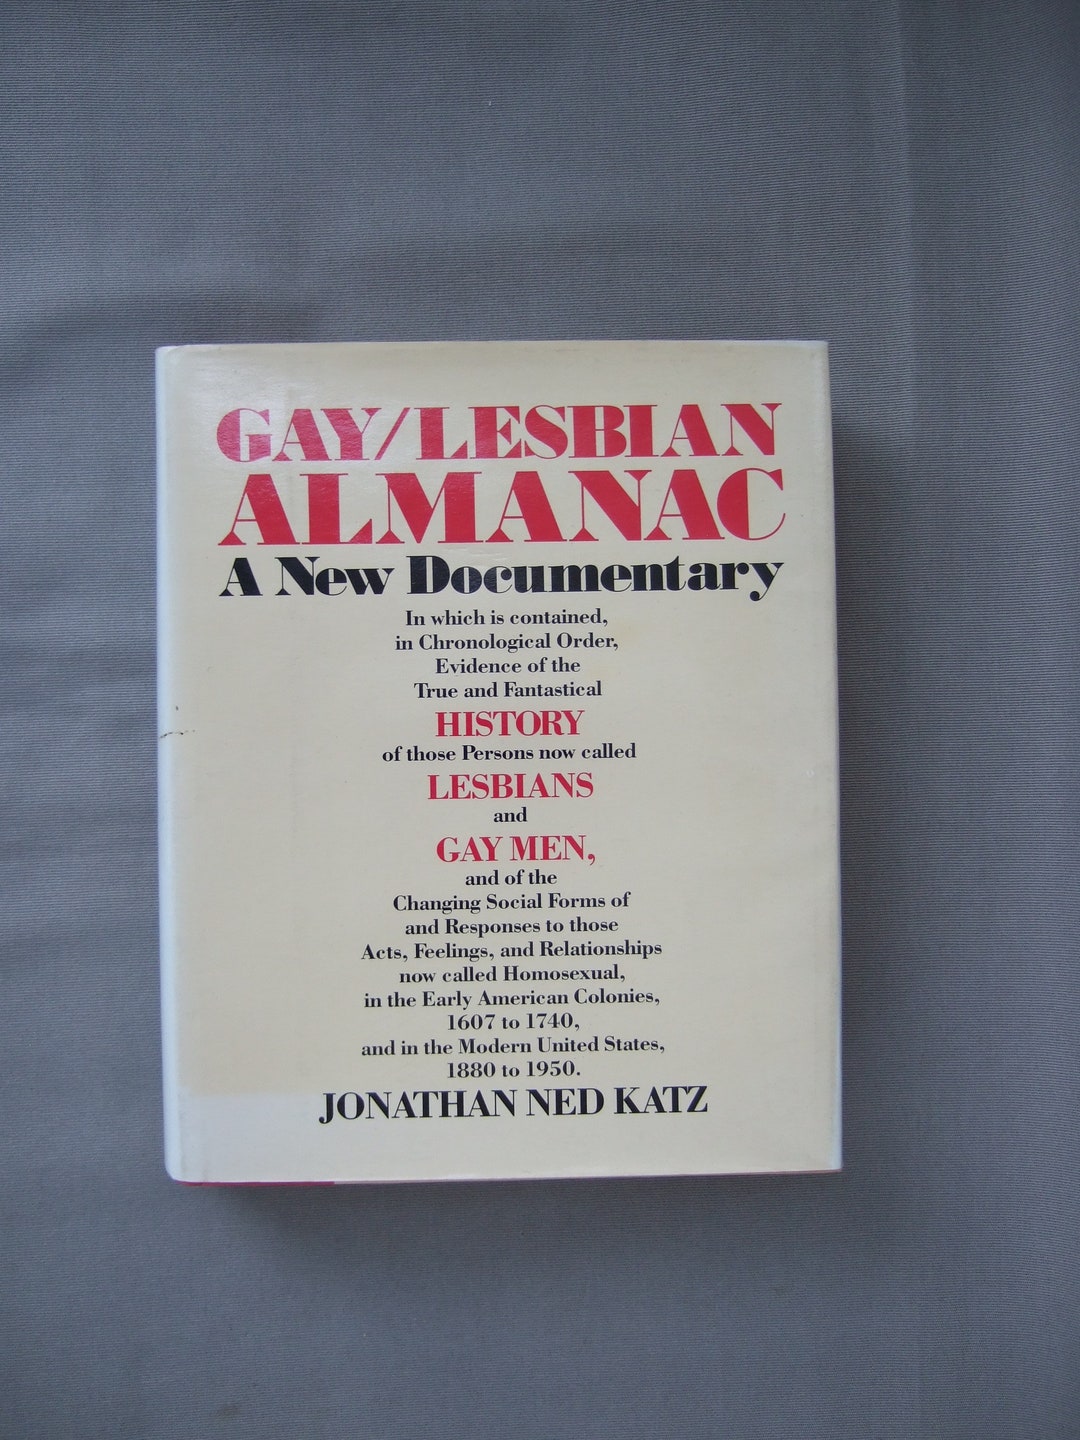 GAY/LESBIAN
ALMANAC
A New Documentary
In which is contained,
in Chronological Order,
Evidence of the
True and Fantastical
HISTORY
of those Persons now called
LESBIANS
and
GAY MEN,
and of the
Changing Social Forms of
and Responses to those
Acts, Feelings, and Relationships
now called Homosexual,
in the Early American Colonies,
1607 to 1740,
and in the Modern United States,
1880 to 1950.
JONATHAN NED KATZ